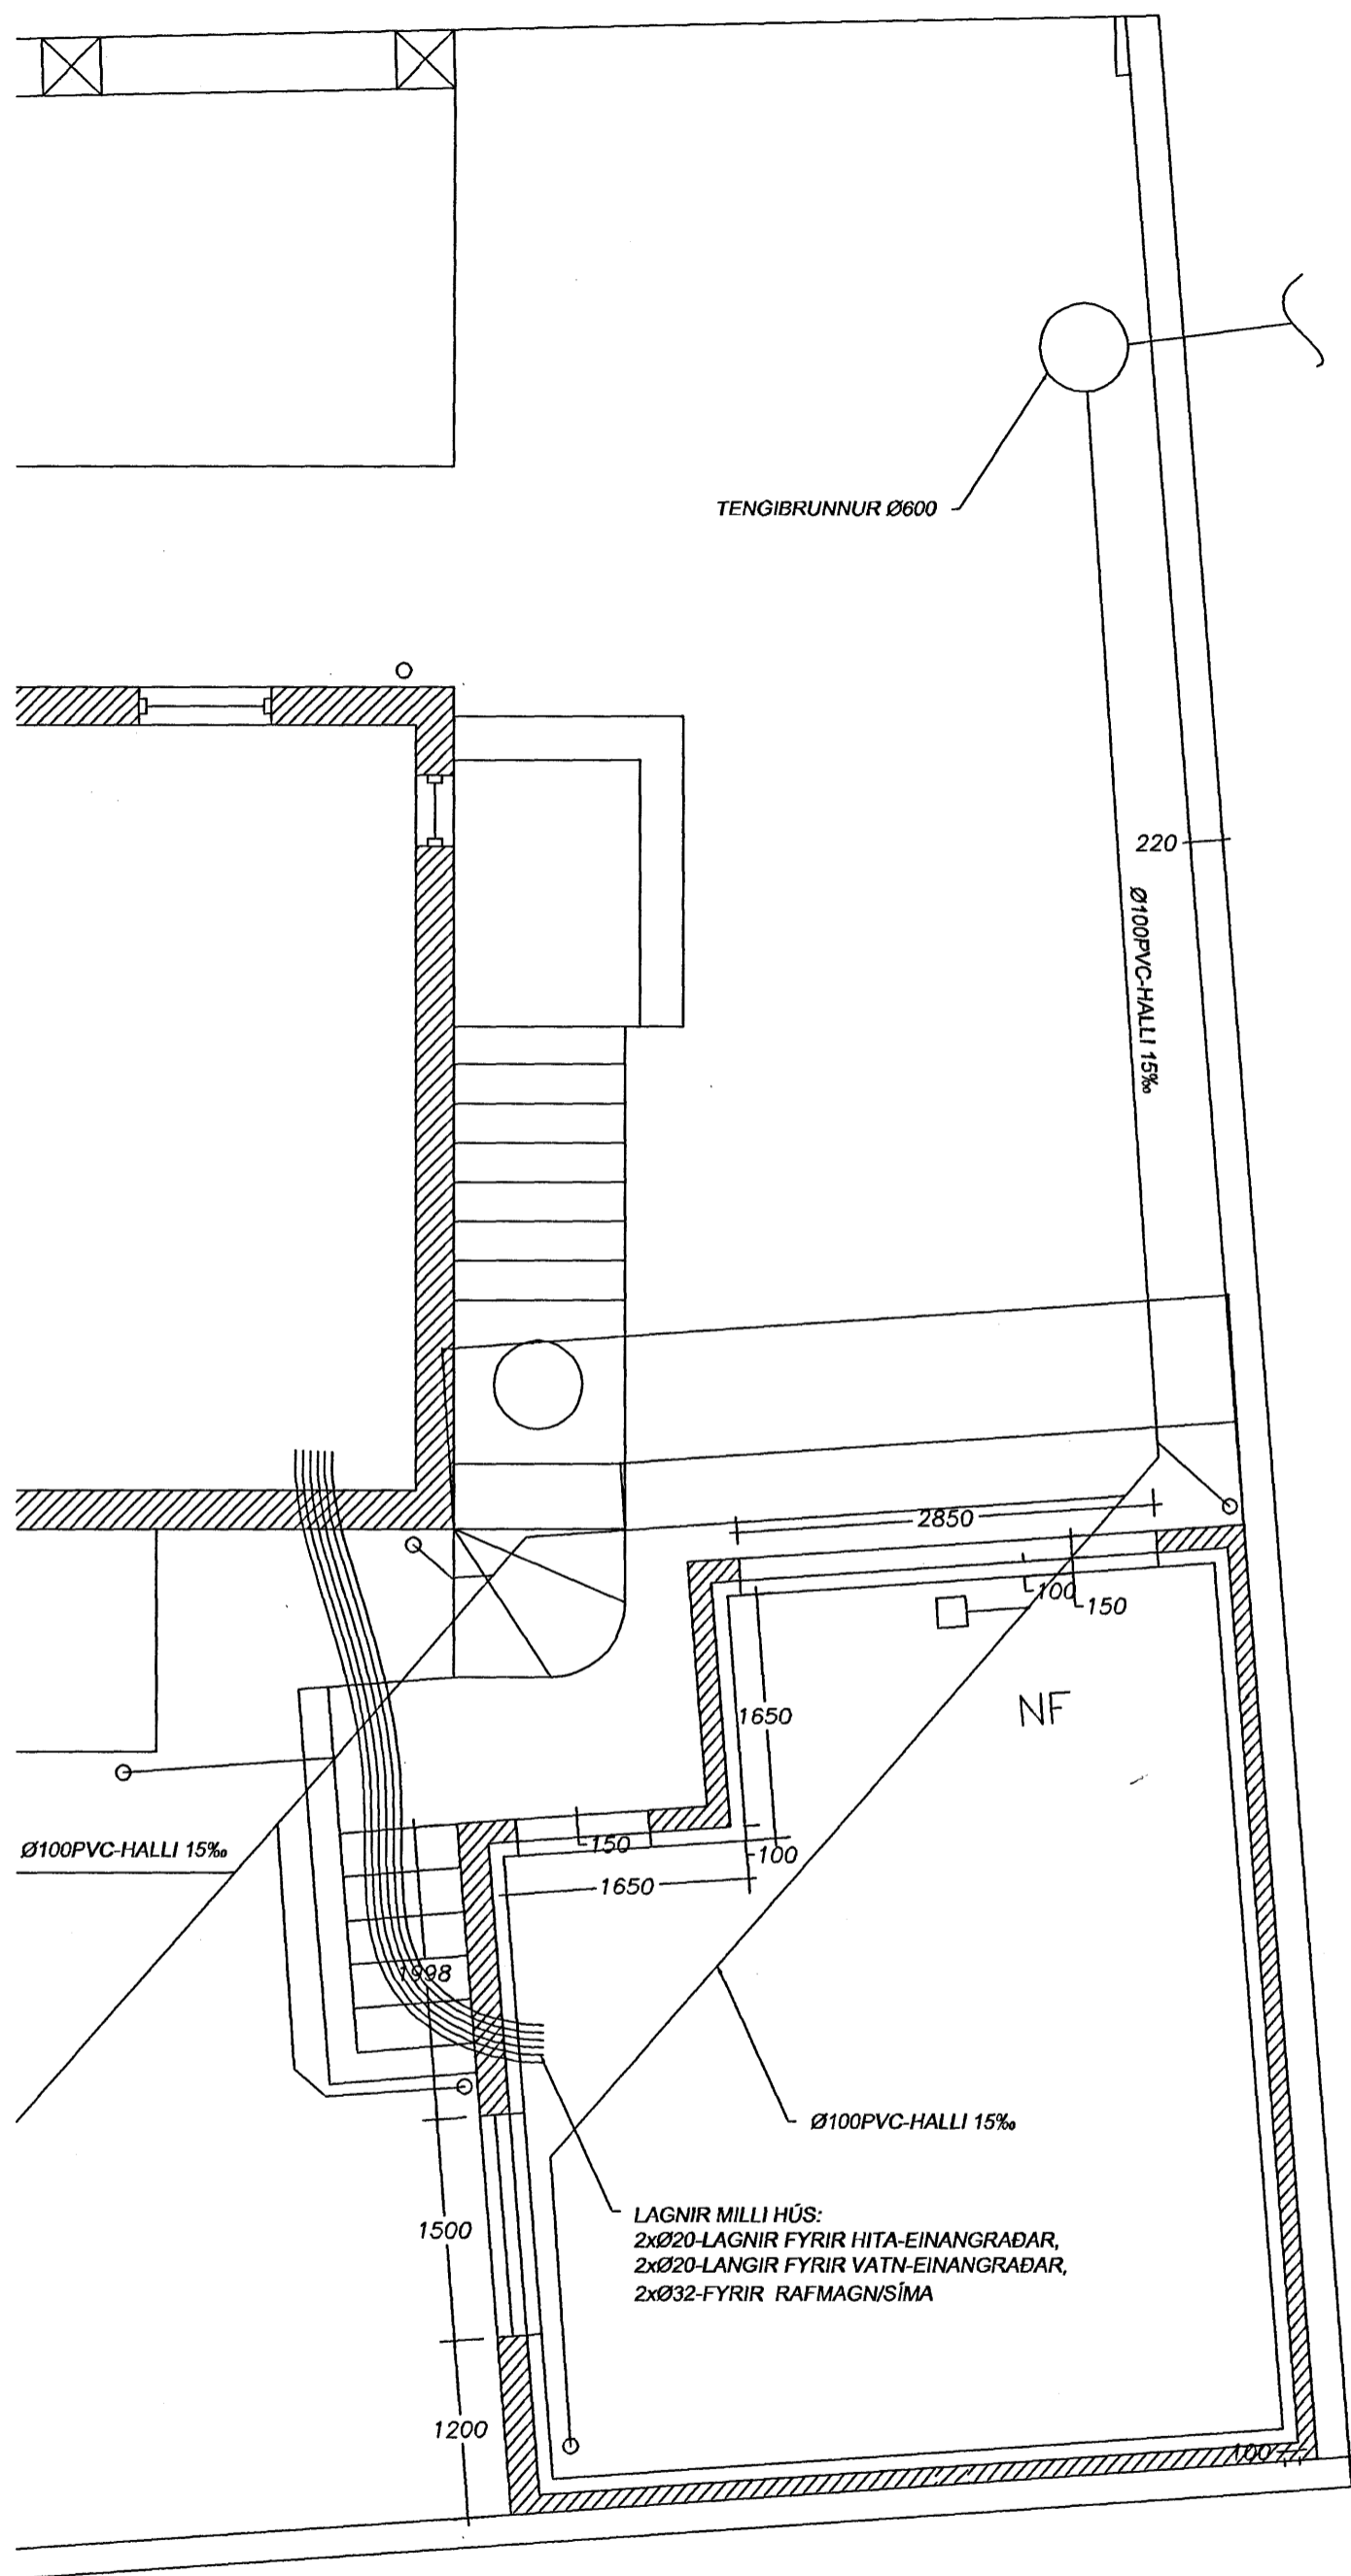 TENGIBRUNNUR Ø600
220
Ø100PVC-HALLI 15‰
2850
100
150
1650
NF
150
100
1650
Ø100PVC-HALLI 15‰
1998
Ø100PVC-HALLI 15‰
LAGNIR MILLI HÚS:
2xØ20-LAGNIR FYRIR HITA-EINANGRAÐAR,
2xØ20-LANGIR FYRIR VATN-EINANGRAÐAR,
2xØ32-FYRIR RAFMAGN/SÍMA
1500
1200
100